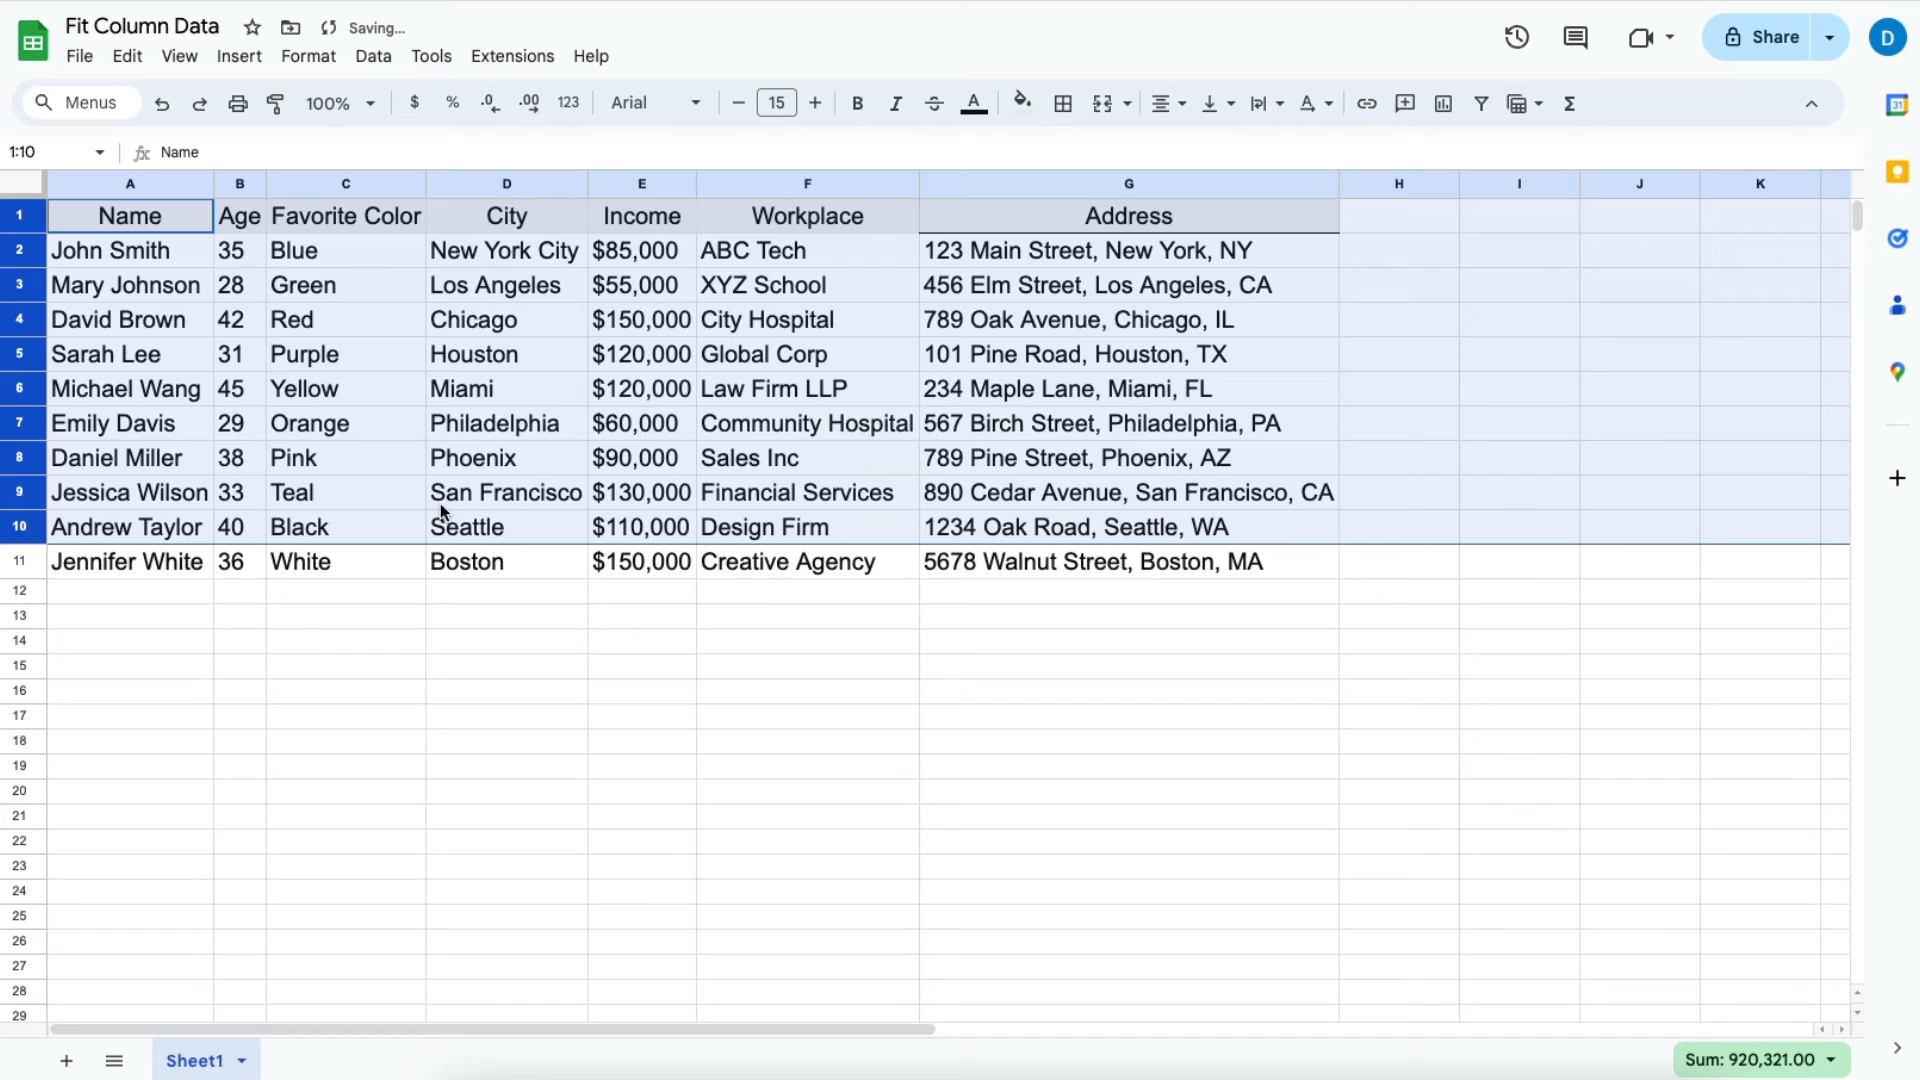 Fit Column Data Saving...
File Edit View Insert Format Data Tools Extensions Help
Share D
Menus 100% $ % .0 .00 123 Arial 15 B I S A Σ 31
1:10 fx Name
A B C D E F G H I J K
1 Name Age Favorite Color City Income Workplace Address
2 John Smith 35 Blue New York City $85,000 ABC Tech 123 Main Street, New York, NY
3 Mary Johnson 28 Green Los Angeles $55,000 XYZ School 456 Elm Street, Los Angeles, CA
4 David Brown 42 Red Chicago $150,000 City Hospital 789 Oak Avenue, Chicago, IL
5 Sarah Lee 31 Purple Houston $120,000 Global Corp 101 Pine Road, Houston, TX
6 Michael Wang 45 Yellow Miami $120,000 Law Firm LLP 234 Maple Lane, Miami, FL
7 Emily Davis 29 Orange Philadelphia $60,000 Community Hospital 567 Birch Street, Philadelphia, PA
8 Daniel Miller 38 Pink Phoenix $90,000 Sales Inc 789 Pine Street, Phoenix, AZ
9 Jessica Wilson 33 Teal San Francisco $130,000 Financial Services 890 Cedar Avenue, San Francisco, CA
10 Andrew Taylor 40 Black Seattle $110,000 Design Firm 1234 Oak Road, Seattle, WA
11 Jennifer White 36 White Boston $150,000 Creative Agency 5678 Walnut Street, Boston, MA
12
13
14
15
16
17
18
19
20
21
22
23
24
25
26
27
28
29
Sheet1 Sum: 920,321.00